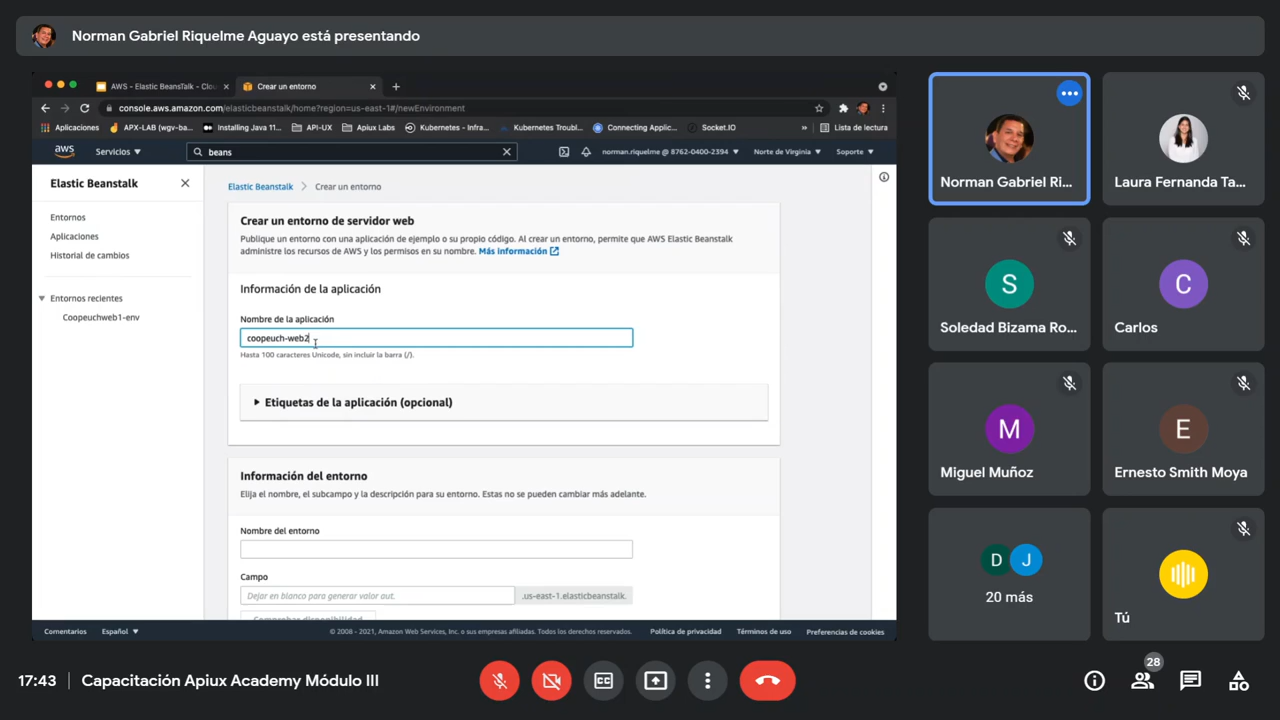 Norman Gabriel Riquelme Aguayo está presentando
AWS - Elastic BeansTalk - Clou
Crear un entorno
console.aws.amazon.com/elasticbeanstalk/home?region=us-east-1#/newEnvironment
Aplicaciones
APX-LAB (wgv-ba...
Installing Java 11...
API-UX
Apiux Labs
Kubernetes - Infra...
Kubernetes Troubl...
Connecting Applic...
Socket.IO
»
Lista de lectura
aws
Servicios
beans
norman.riquelme @ 8762-0400-2394
Norte de Virginia
Soporte
Elastic Beanstalk
Entornos
Aplicaciones
Historial de cambios
Entornos recientes
Coopeuchweb1-env
Elastic Beanstalk > Crear un entorno
Crear un entorno de servidor web
Publique un entorno con una aplicación de ejemplo o su propio código. Al crear un entorno, permite que AWS Elastic Beanstalk
administre los recursos de AWS y los permisos en su nombre. Más información
Información de la aplicación
Nombre de la aplicación
coopeuch-web2
Hasta 100 caracteres Unicode, sin incluir la barra (/).
Etiquetas de la aplicación (opcional)
Información del entorno
Elija el nombre, el subcampo y la descripción para su entorno. Estas no se pueden cambiar más adelante.
Nombre del entorno
Campo
Dejar en blanco para generar valor aut.
.us-east-1.elasticbeanstalk.
Comprobar disponibilidad
Comentarios
Español
© 2008 - 2021, Amazon Web Services, Inc. o sus empresas afiliadas. Todos los derechos reservados.
Política de privacidad
Términos de uso
Preferencias de cookies
Norman Gabriel Ri...
Laura Fernanda Ta...
S
Soledad Bizama Ro...
C
Carlos
M
Miguel Muñoz
E
Ernesto Smith Moya
D
J
20 más
Tú
17:43 | Capacitación Apiux Academy Módulo III
28